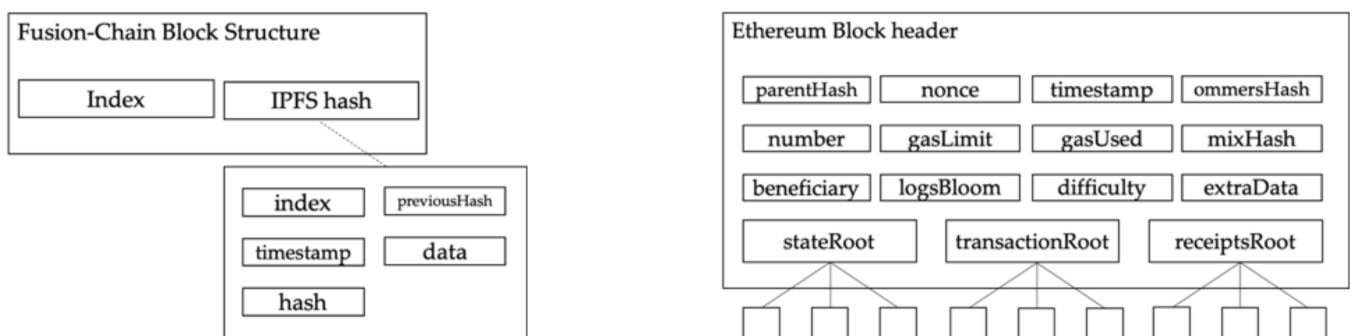 Fusion-Chain Block Structure
Index
IPFS hash
index
previousHash
timestamp
data
hash
Ethereum Block header
parentHash
nonce
timestamp
ommersHash
number
gasLimit
gasUsed
mixHash
beneficiary
logsBloom
difficulty
extraData
stateRoot
transactionRoot
receiptsRoot